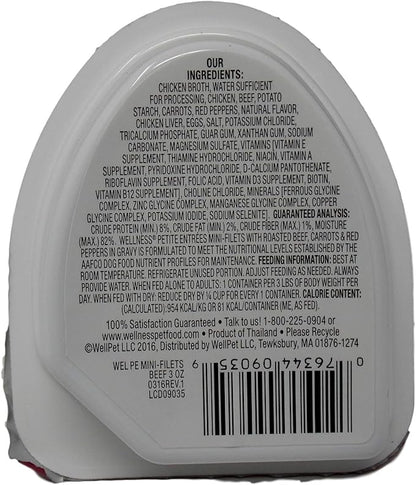 OUR
INGREDIENTS:
CHICKEN BROTH, WATER SUFFICIENT
FOR PROCESSING, CHICKEN, BEEF, POTATO
STARCH, CARROTS, RED PEPPERS, NATURAL FLAVOR,
CHICKEN LIVER, EGGS, SALT, POTASSIUM CHLORIDE,
TRICALCIUM PHOSPHATE, GUAR GUM, XANTHAN GUM, SODIUM
CARBONATE, MAGNESIUM SULFATE, VITAMINS [VITAMIN E
SUPPLEMENT, THIAMINE HYDROCHLORIDE, NIACIN, VITAMIN A
SUPPLEMENT, PYRIDOXINE HYDROCHLORIDE, D-CALCIUM PANTOTHENATE,
RIBOFLAVIN SUPPLEMENT, FOLIC ACID, VITAMIN D3 SUPPLEMENT, BIOTIN,
VITAMIN B12 SUPPLEMENT], CHOLINE CHLORIDE, MINERALS [FERROUS GLYCINE
COMPLEX, ZINC GLYCINE COMPLEX, MANGANESE GLYCINE COMPLEX, COPPER
GLYCINE COMPLEX, POTASSIUM IODIDE, SODIUM SELENITE]. GUARANTEED ANALYSIS:
CRUDE PROTEIN (MIN.) 8%, CRUDE FAT (MIN.) 2%, CRUDE FIBER (MAX.) 1%, MOISTURE
(MAX.) 82%. WELLNESS® PETITE ENTREES MINI-FILETS WITH ROASTED BEEF, CARROTS & RED
PEPPERS IN GRAVY IS FORMULATED TO MEET THE NUTRITIONAL LEVELS ESTABLISHED BY THE
AAFCO DOG FOOD NUTRIENT PROFILES FOR MAINTENANCE. FEEDING INFORMATION: BEST AT
ROOM TEMPERATURE. REFRIGERATE UNUSED PORTION. ADJUST FEEDING AS NEEDED. ALWAYS
PROVIDE WATER. WHEN FED ALONE TO ADULTS: 1 CONTAINER PER 3 LBS OF BODY WEIGHT PER
DAY. WHEN FED WITH DRY: REDUCE DRY BY ¼ CUP FOR EVERY 1 CONTAINER. CALORIE CONTENT:
(CALCULATED): 954 KCAL/KG OR 81 KCAL/CONTAINER (ME, AS FED).
100% Satisfaction Guaranteed • Talk to us! 1-800-225-0904 or
www.wellnesspetfood.com • Product of Thailand • Please Recycle
©WellPet 2016, Distributed by WellPet LLC, Tewksbury, MA 01876-1274
WEL PE MINI-FILETS
BEEF 3 OZ
0316REV.1
LCD09035
0 76344 09035 9